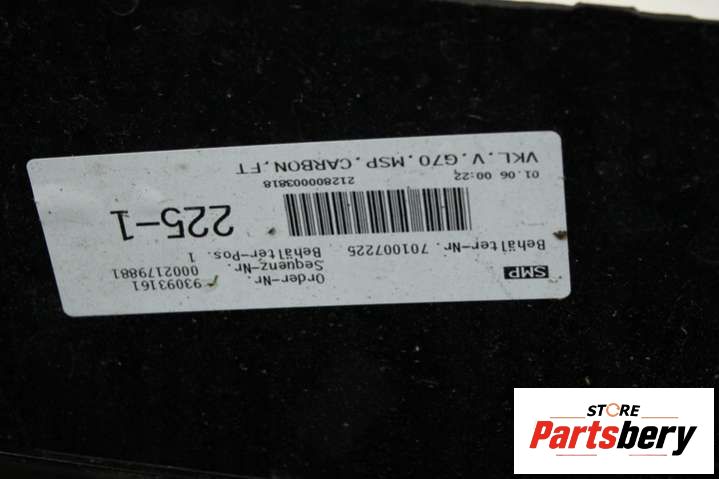 SMP
Order-Nr. 93093161
Sequenz-Nr. 0002179881
Behälter-Nr. 701007225 Behälter-Pos. 1
225-1
01.06 00:22 212800003818
VKL.V.G70.MSP.CARBON.FT
STORE
Partsbery